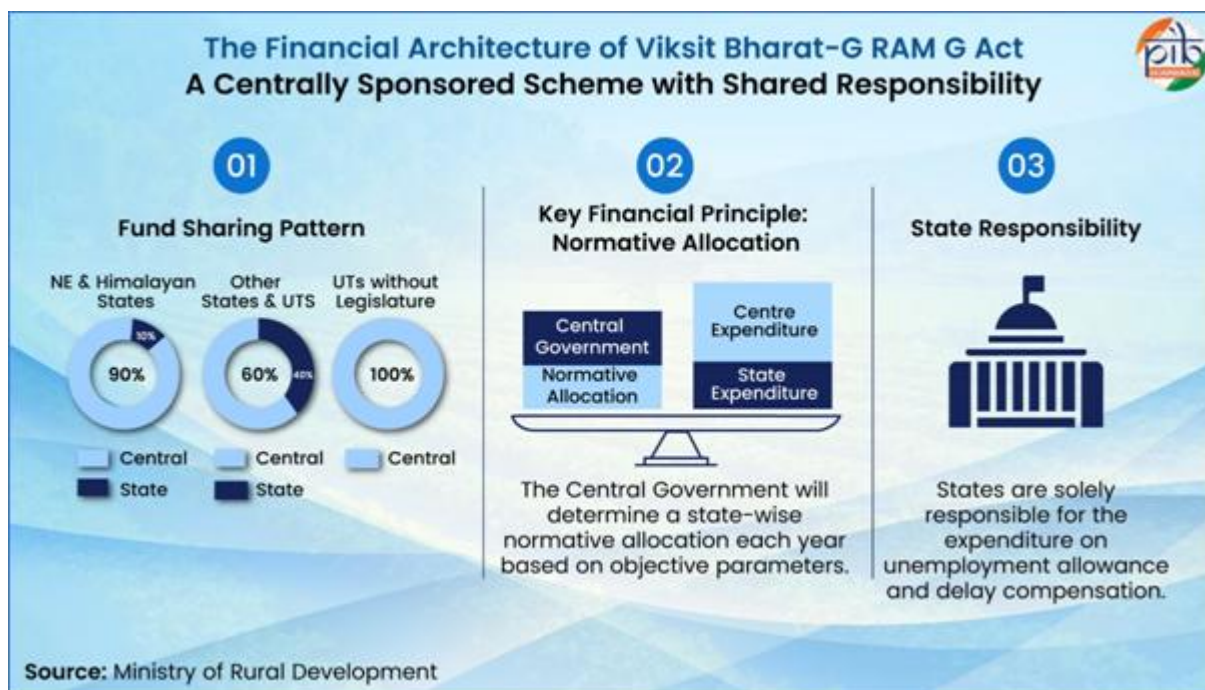 The Financial Architecture of Viksit Bharat-G RAM G Act
A Centrally Sponsored Scheme with Shared Responsibility
pib
01
Fund Sharing Pattern
NE & Himalayan
States
10%
90%
Central
State
Other
States & UTS
60%
40%
Central
State
UTs without
Legislature
100%
Central
02
Key Financial Principle:
Normative Allocation
Central
Government
Normative
Allocation
Centre
Expenditure
State
Expenditure
The Central Government will
determine a state-wise
normative allocation each year
based on objective parameters.
03
State Responsibility
States are solely
responsible for the
expenditure on
unemployment allowance
and delay compensation.
Source: Ministry of Rural Development